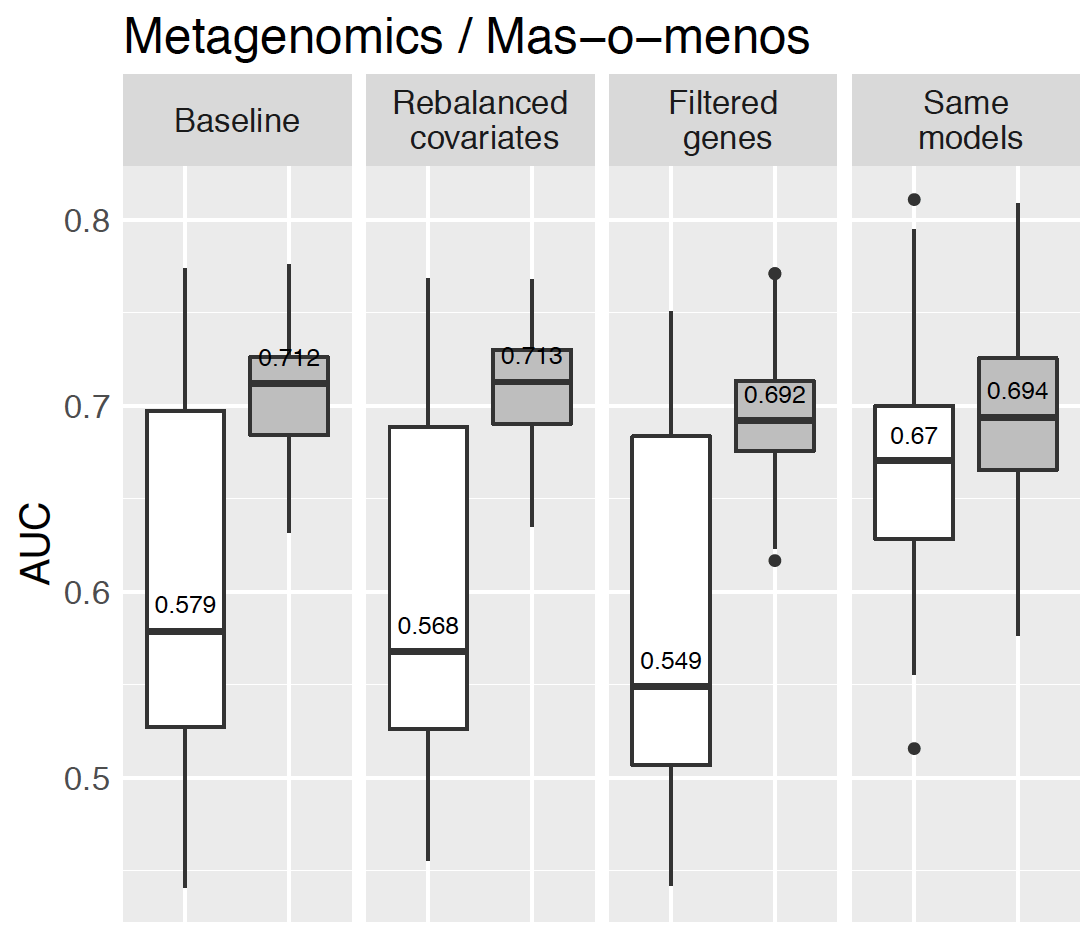 Metagenomics / Mas−o−menos
Baseline
Rebalanced
covariates
Filtered
genes
Same
models
AUC
0.8
0.7
0.6
0.5
0.579
0.712
0.568
0.713
0.549
0.692
0.67
0.694